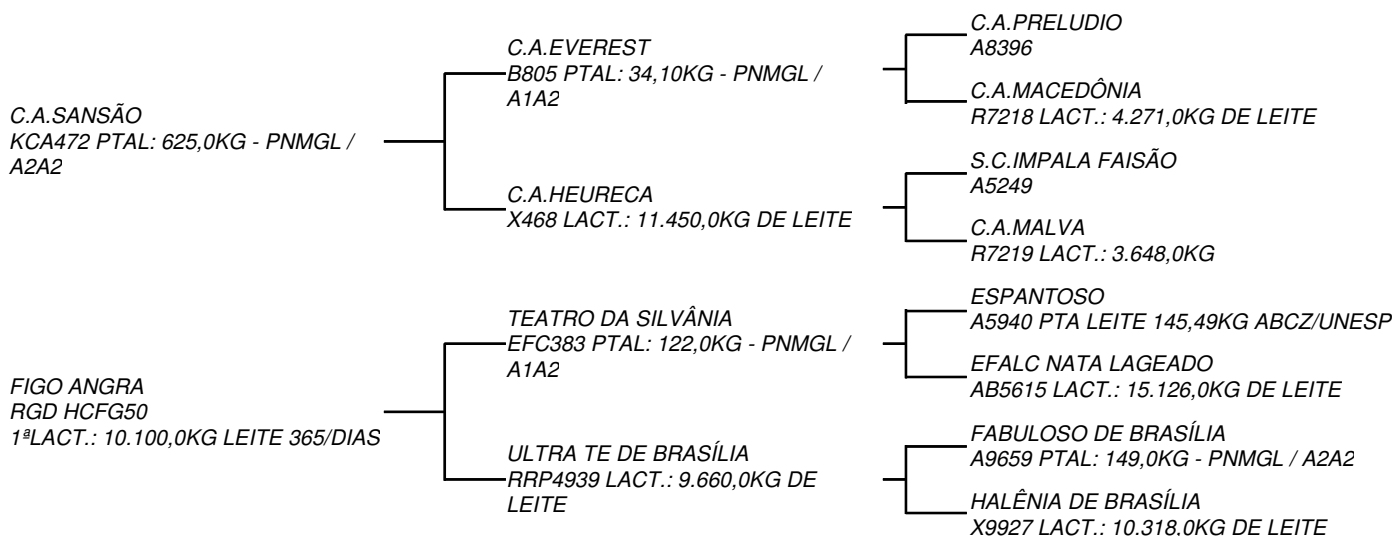 C.A.SANSÃO
KCA472 PTAL: 625,0KG - PNMGL /
A2A2
FIGO ANGRA
RGD HCFG50
1ªLACT.: 10.100,0KG LEITE 365/DIAS
C.A.EVEREST
B805 PTAL: 34,10KG - PNMGL /
A1A2
C.A.HEURECA
X468 LACT.: 11.450,0KG DE LEITE
TEATRO DA SILVÂNIA
EFC383 PTAL: 122,0KG - PNMGL /
A1A2
ULTRA TE DE BRASÍLIA
RRP4939 LACT.: 9.660,0KG DE
LEITE
C.A.PRELUDIO
A8396
C.A.MACEDÔNIA
R7218 LACT.: 4.271,0KG DE LEITE
S.C.IMPALA FAISÃO
A5249
C.A.MALVA
R7219 LACT.: 3.648,0KG
ESPANTOSO
A5940 PTA LEITE 145,49KG ABCZ/UNESP
EFALC NATA LAGEADO
AB5615 LACT.: 15.126,0KG DE LEITE
FABULOSO DE BRASÍLIA
A9659 PTAL: 149,0KG - PNMGL / A2A2
HALÊNIA DE BRASÍLIA
X9927 LACT.: 10.318,0KG DE LEITE